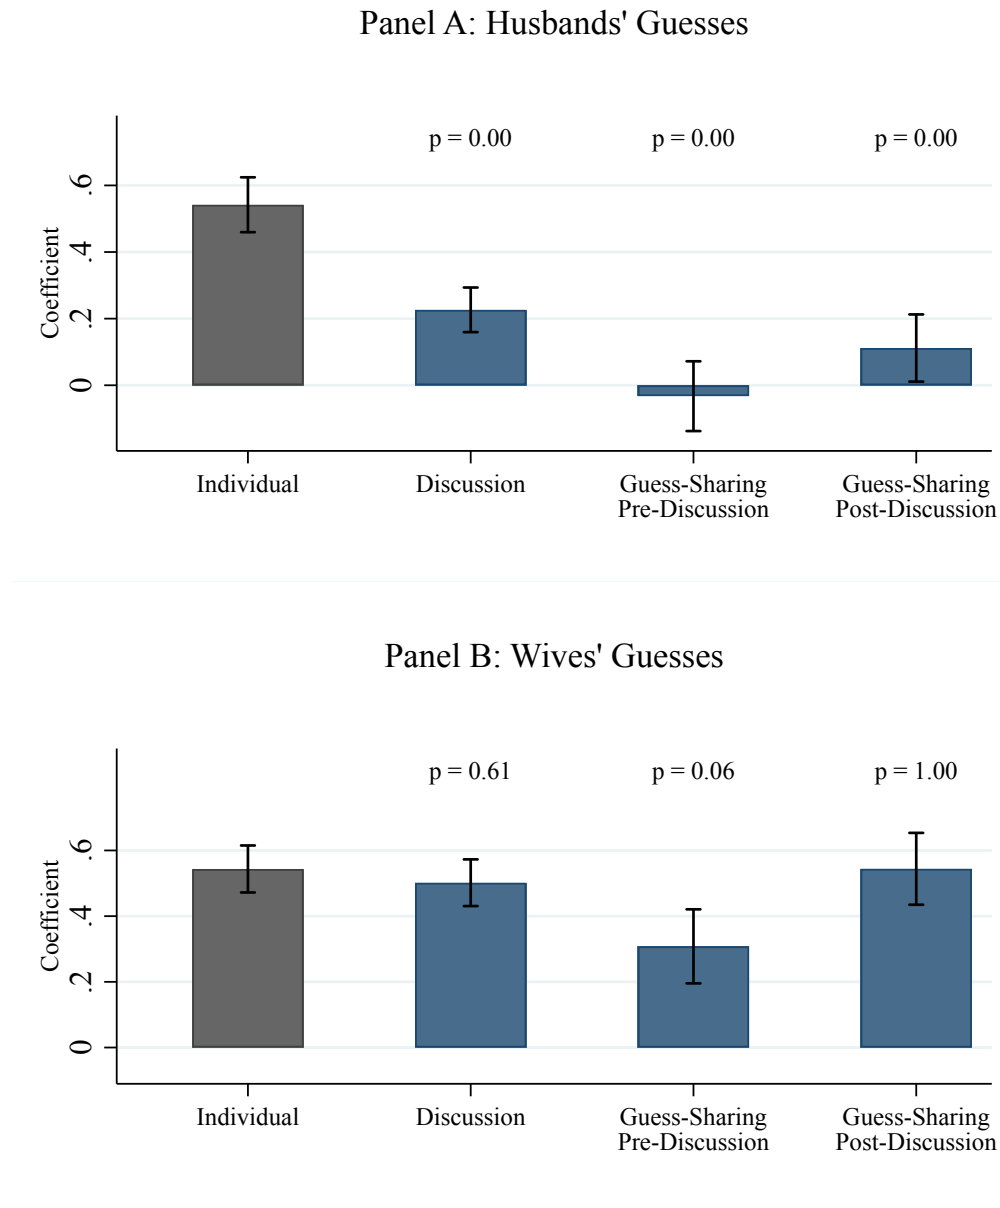 Panel A: Husbands' Guesses
p = 0.00
p = 0.00
p = 0.00
Coefficient
.6
.4
.2
0
Individual
Discussion
Guess-Sharing
Pre-Discussion
Guess-Sharing
Post-Discussion
Panel B: Wives' Guesses
p = 0.61
p = 0.06
p = 1.00
Coefficient
.6
.4
.2
0
Individual
Discussion
Guess-Sharing
Pre-Discussion
Guess-Sharing
Post-Discussion